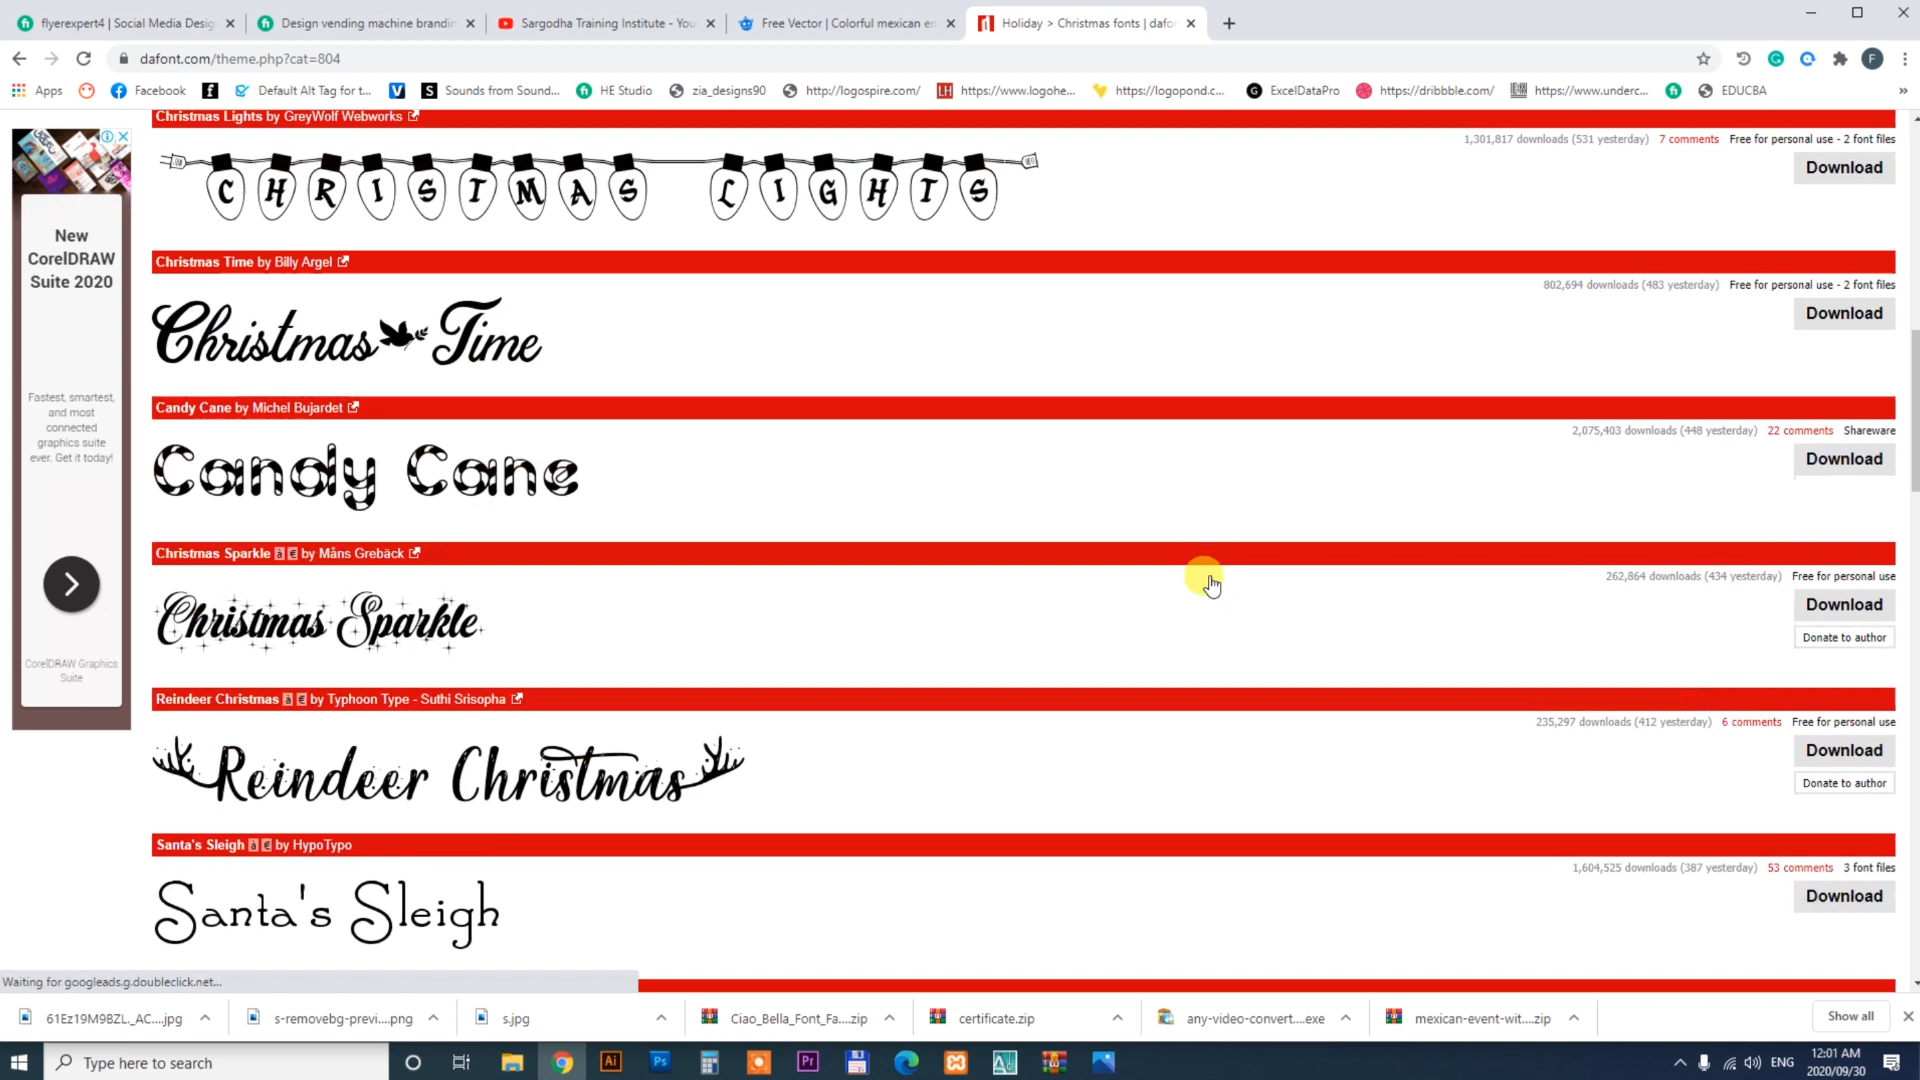 flyerexpert4 | Social Media Desig
Design vending machine brandin
Sargodha Training Institute - You
Free Vector | Colorful mexican en
Holiday > Christmas fonts | dafor
dafont.com/theme.php?cat=804
F
Apps
Facebook
Default Alt Tag for t...
Sounds from Sound...
HE Studio
zia_designs90
http://logospire.com/
https://www.logohe...
https://logopond.c...
ExcelDataPro
https://dribbble.com/
https://www.underc...
EDUCBA
New
CorelDRAW
Suite 2020
Fastest, smartest,
and most
connected
graphics suite
ever. Get it today!
CorelDRAW Graphics
Suite
Christmas Lights by GreyWolf Webworks
1,301,817 downloads (531 yesterday) 7 comments Free for personal use - 2 font files
CHRISTMAS LIGHTS
Download
Christmas Time by Billy Argel
802,694 downloads (483 yesterday) Free for personal use - 2 font files
Christmas Time
Download
Candy Cane by Michel Bujardet
2,075,403 downloads (448 yesterday) 22 comments Shareware
Candy Cane
Download
Christmas Sparkle à € by Måns Grebäck
262,864 downloads (434 yesterday) Free for personal use
Christmas Sparkle
Download
Donate to author
Reindeer Christmas à € by Typhoon Type - Suthi Srisopha
235,297 downloads (412 yesterday) 6 comments Free for personal use
Reindeer Christmas
Download
Donate to author
Santa's Sleigh à € by HypoTypo
1,604,525 downloads (387 yesterday) 53 comments 3 font files
Santa's Sleigh
Download
Waiting for googleads.g.doubleclick.net...
61Ez19M9BZL._AC....jpg
s-removebg-previ....png
s.jpg
Ciao_Bella_Font_Fa....zip
certificate.zip
any-video-convert....exe
mexican-event-wit....zip
Show all
Type here to search
Ai
Ps
Pr
ENG
12:01 AM
2020/09/30